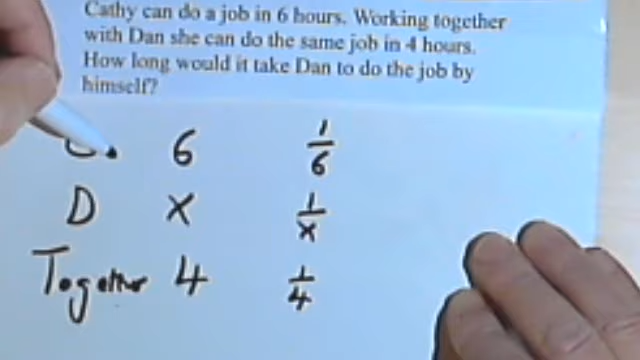 Cathy can do a job in 6 hours. Working together
with Dan she can do the same job in 4 hours.
How long would it take Dan to do the job by
himself?
C 6 1/6
D x 1/x
Together 4 1/4